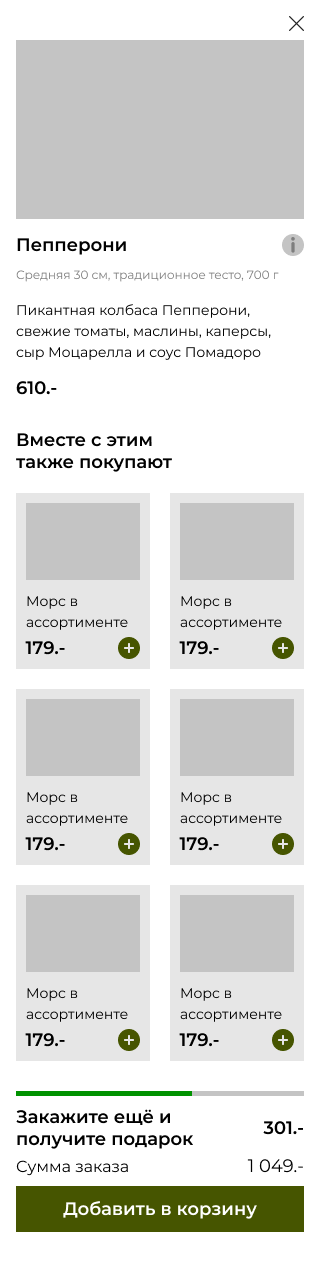 Пепперони
Средняя 30 см, традиционное тесто, 700 г
Пикантная колбаса Пепперони,
свежие томаты, маслины, каперсы,
сыр Моцарелла и соус Помадоро
610.-
Вместе с этим
также покупают
Морс в
ассортименте
179.-
Морс в
ассортименте
179.-
Морс в
ассортименте
179.-
Морс в
ассортименте
179.-
Морс в
ассортименте
179.-
Морс в
ассортименте
179.-
Закажите ещё и
получите подарок
301.-
Сумма заказа
1 049.-
Добавить в корзину